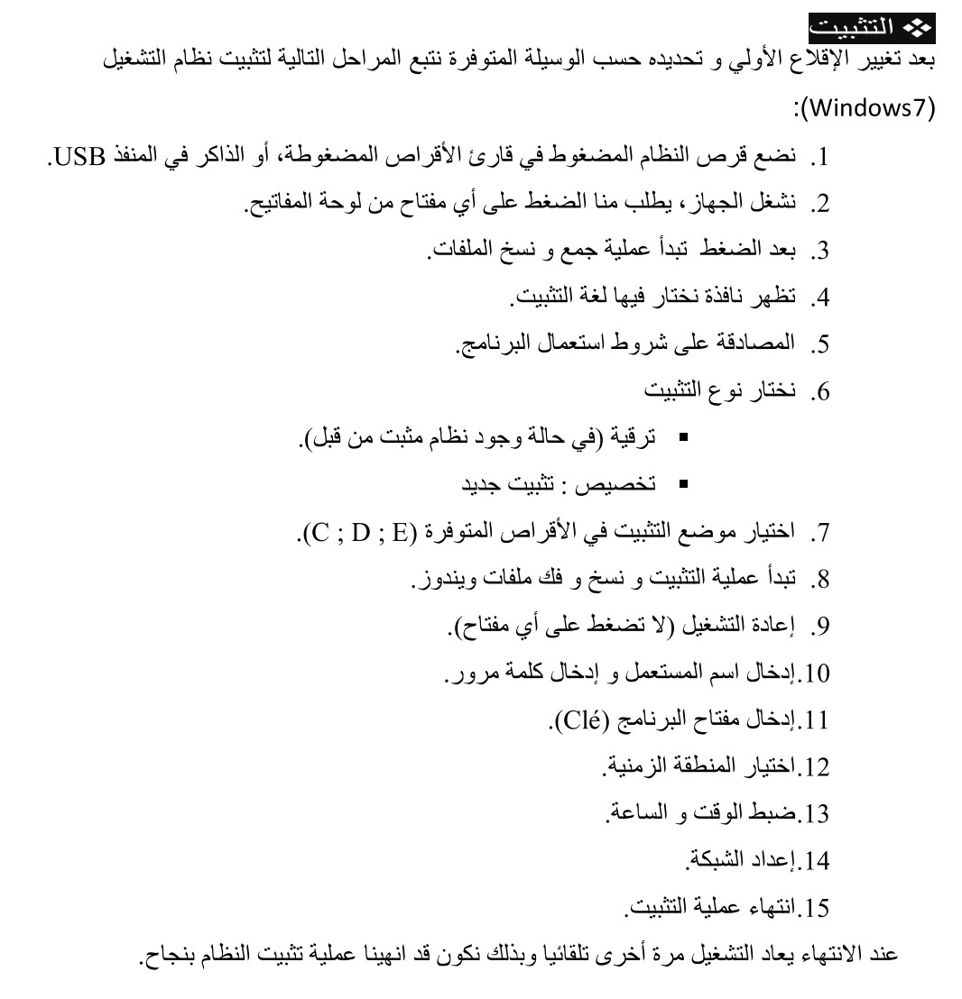 ❖ التثبيت
بعد تغيير الإقلاع الأولي و تحديده حسب الوسيلة المتوفرة نتبع المراحل التالية لتثبيت نظام التشغيل
(Windows7):
1. نضع قرص النظام المضغوط في قارئ الأقراص المضغوطة، أو الذاكر في المنفذ USB.
2. نشغل الجهاز، يطلب منا الضغط على أي مفتاح من لوحة المفاتيح.
3. بعد الضغط تبدأ عملية جمع و نسخ الملفات.
4. تظهر نافذة نختار فيها لغة التثبيت.
5. المصادقة على شروط استعمال البرنامج.
6. نختار نوع التثبيت
▪ ترقية (في حالة وجود نظام مثبت من قبل).
▪ تخصيص : تثبيت جديد
7. اختيار موضع التثبيت في الأقراص المتوفرة (C ; D ; E).
8. تبدأ عملية التثبيت و نسخ و فك ملفات ويندوز.
9. إعادة التشغيل (لا تضغط على أي مفتاح).
10. إدخال اسم المستعمل و إدخال كلمة مرور.
11. إدخال مفتاح البرنامج (Clé).
12. اختيار المنطقة الزمنية.
13. ضبط الوقت و الساعة.
14. إعداد الشبكة.
15. انتهاء عملية التثبيت.
عند الانتهاء يعاد التشغيل مرة أخرى تلقائيا وبذلك نكون قد انهينا عملية تثبيت النظام بنجاح.